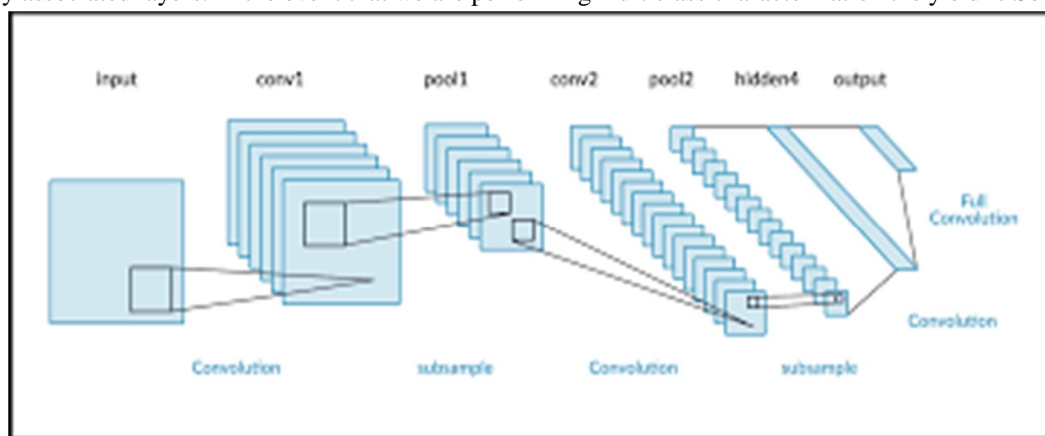 input conv1 pool1 conv2 pool2 hidden4 output
Full
Convolution
Convolution
Convolution subsample Convolution subsample